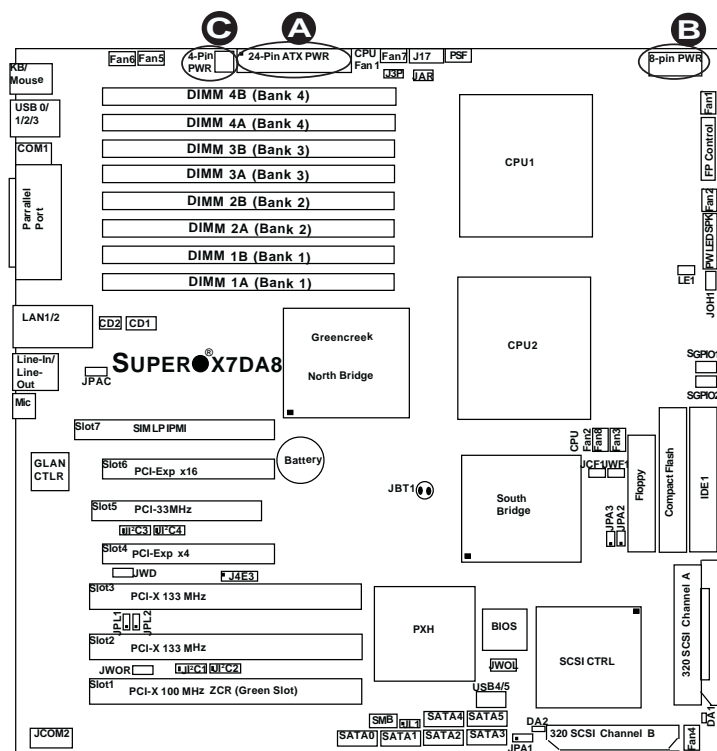 C
A
B
Fan6
Fan5
4-Pin
PWR
24-Pin ATX PWR
CPU
Fan 1
Fan7
J17
PSF
J3P
JAR
8-pin PWR
KB/
Mouse
USB 0/
1/2/3
COM1
Parrallel
Port
DIMM 4B (Bank 4)
DIMM 4A (Bank 4)
DIMM 3B (Bank 3)
DIMM 3A (Bank 3)
DIMM 2B (Bank 2)
DIMM 2A (Bank 2)
DIMM 1B (Bank 1)
DIMM 1A (Bank 1)
CPU1
Fan1
FP Control
Fan2
SPK
PW LED
LE1
JOH1
LAN1/2
CD2
CD1
Greencreek
North Bridge
CPU2
SUPER®X7DA8
Line-In/
Line-
Out
JPAC
Mic
SGPIO1
SGPIO2
Slot7
SIMLP IPMI
GLAN
CTLR
Slot6
PCI-Exp x16
Battery
CPU
Fan2
Fan8
Fan3
JCF1
JWF1
Floppy
Compact Flash
IDE1
JBT1
South
Bridge
JPA3
JPA2
Slot5
PCI-33MHz
JI²C3
JI²C4
Slot4
PCI-Exp x4
JWD
J4E3
Slot3
PCI-X 133 MHz
JPL1
JPL2
PXH
BIOS
SCSI CTRL
320 SCSI Channel A
Slot2
PCI-X 133 MHz
JWOR
JI²C1
JI²C2
JWOL
Slot1
PCI-X 100 MHZ ZCR (Green Slot)
USB4/5
JCOM2
SMB
JL1
SATA4
SATA5
SATA0
SATA1
SATA2
SATA3
DA2
JPA1
320 SCSI Channel B
DA1
Fan4